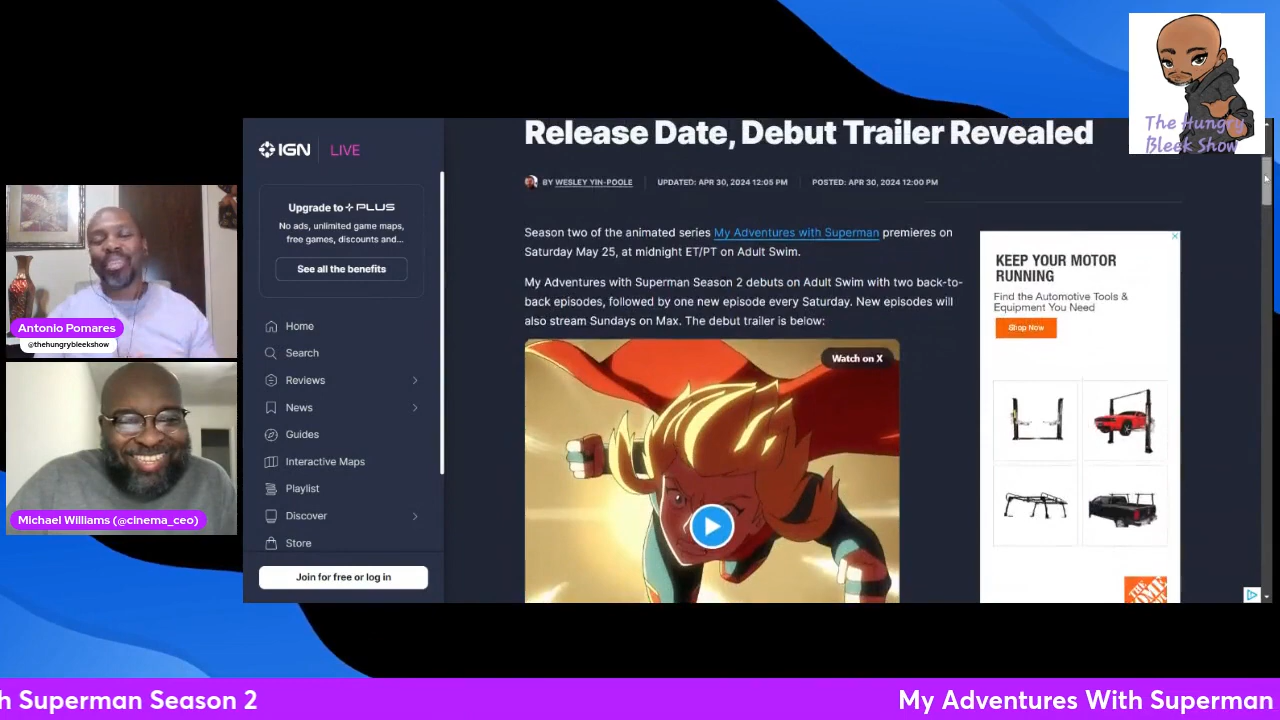 The Hungry
Bleek Show
Release Date, Debut Trailer Revealed
IGN LIVE
BY WESLEY YIN-POOLE UPDATED: APR 30, 2024 12:05 PM POSTED: APR 30, 2024 12:00 PM
Upgrade to PLUS
No ads, unlimited game maps,
free games, discounts and...
See all the benefits
Home
Search
Reviews
News
Guides
Interactive Maps
Playlist
Discover
Store
Join for free or log in
Season two of the animated series My Adventures with Superman premieres on
Saturday May 25, at midnight ET/PT on Adult Swim.
My Adventures with Superman Season 2 debuts on Adult Swim with two back-to-
back episodes, followed by one new episode every Saturday. New episodes will
also stream Sundays on Max. The debut trailer is below:
Watch on X
KEEP YOUR MOTOR
RUNNING
Find the Automotive Tools &
Equipment You Need
Shop Now
THE
HOME
Antonio Pomares
@thehungrybleekshow
Michael Williams (@cinema_ceo)
h Superman Season 2
My Adventures With Superman